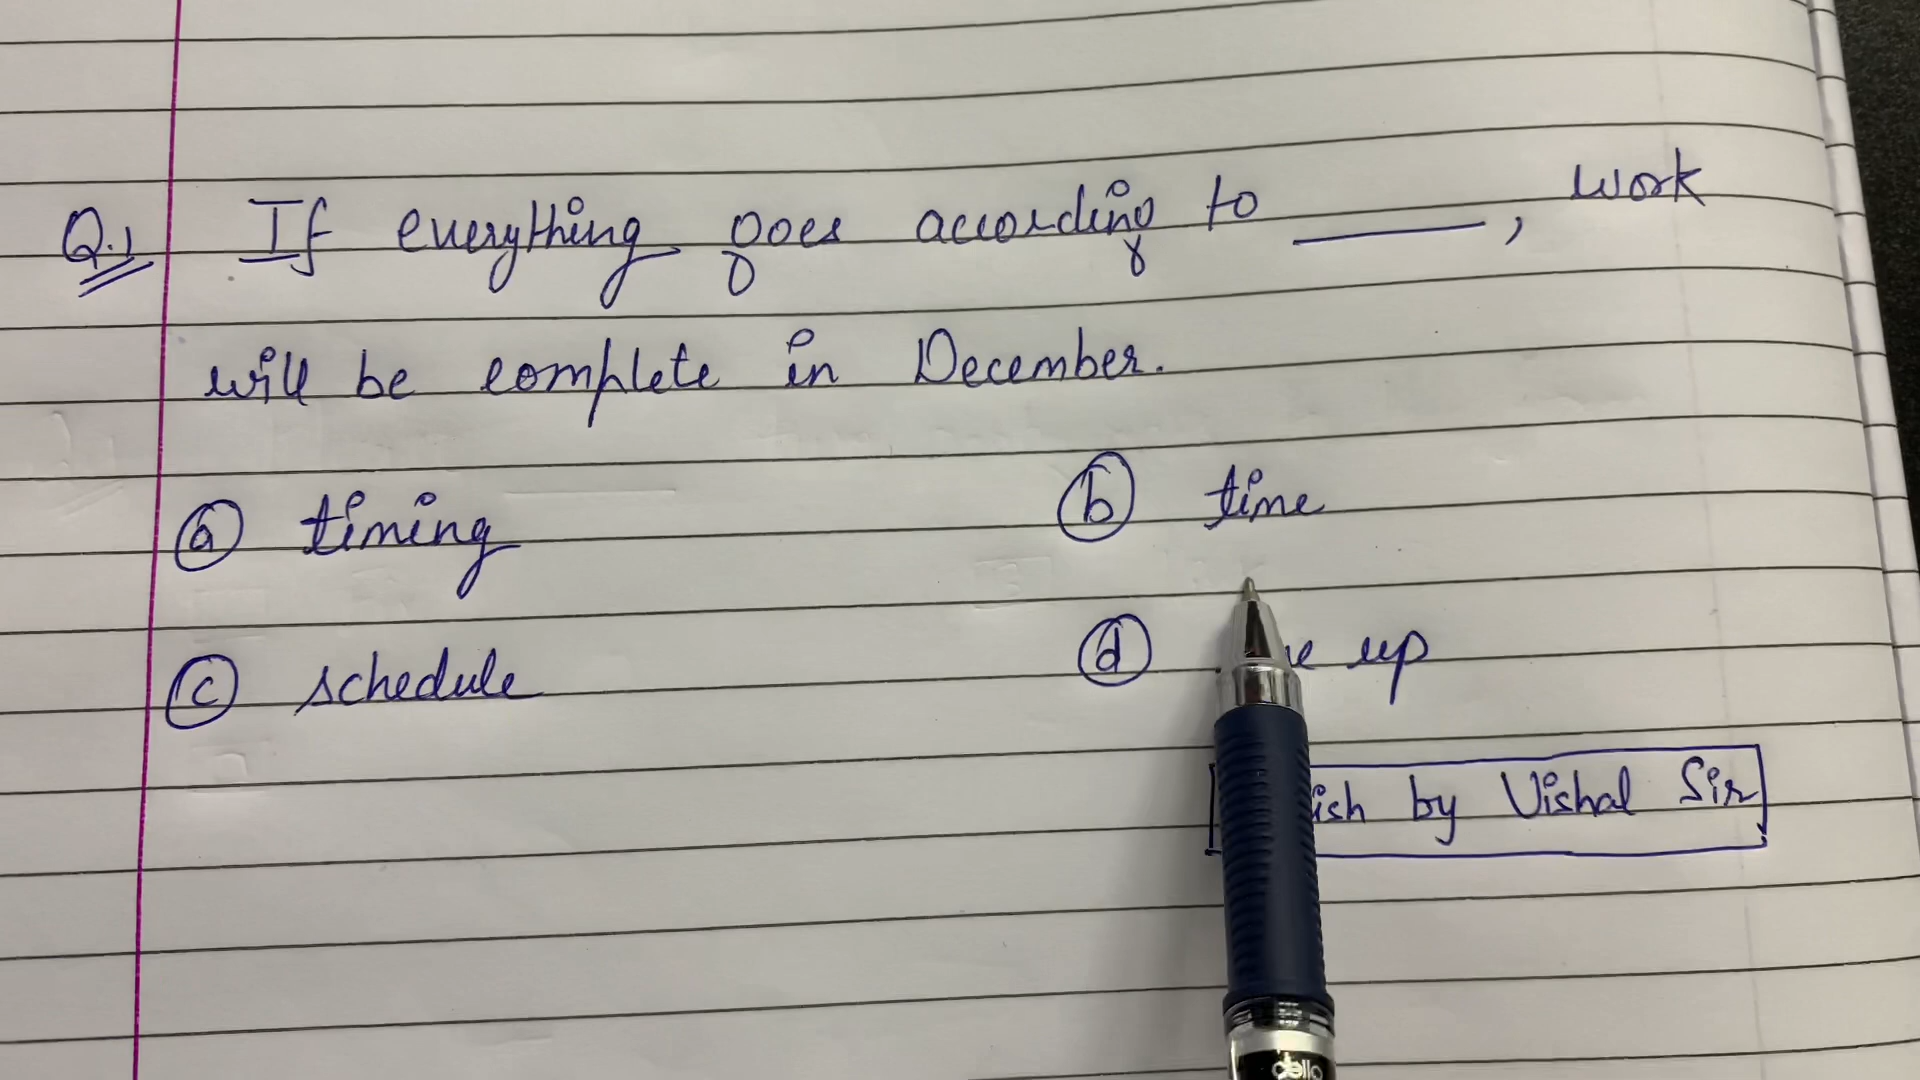 Q.1 If everything goes according to ______, work
will be complete in December.
(a) timing (b) time
(c) schedule (d) up
by Vishal Sir
cello